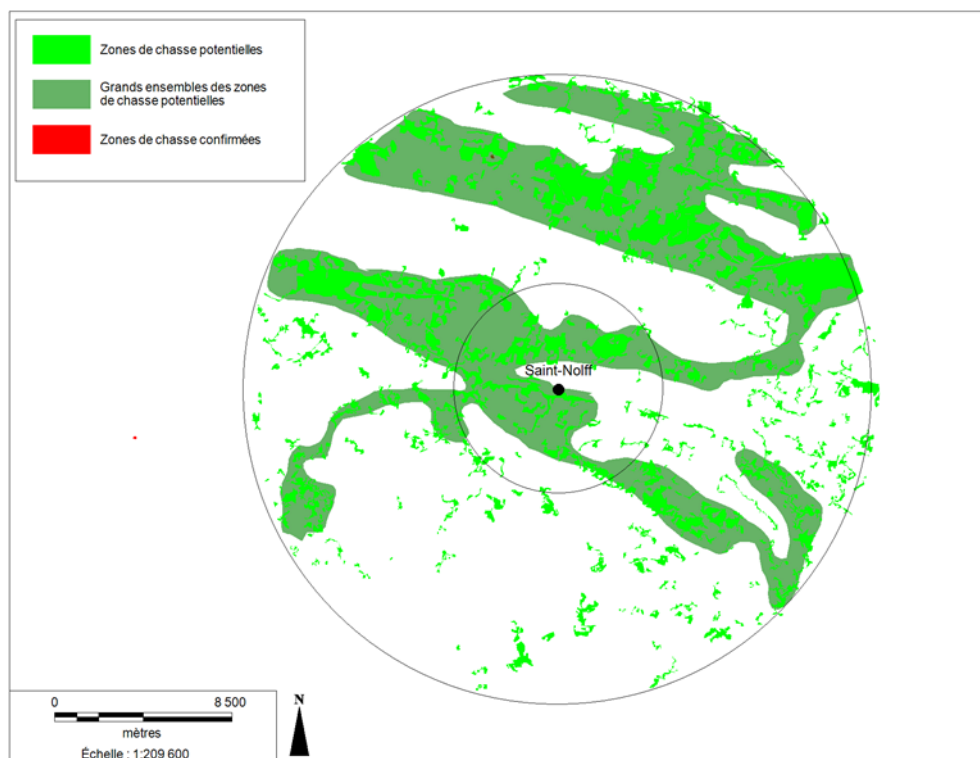 Zones de chasse potentielles
Grands ensembles des zones
de chasse potentielles
Zones de chasse confirmées
Saint-Nolff
0 8 500
mètres
Échelle : 1:209 600
N